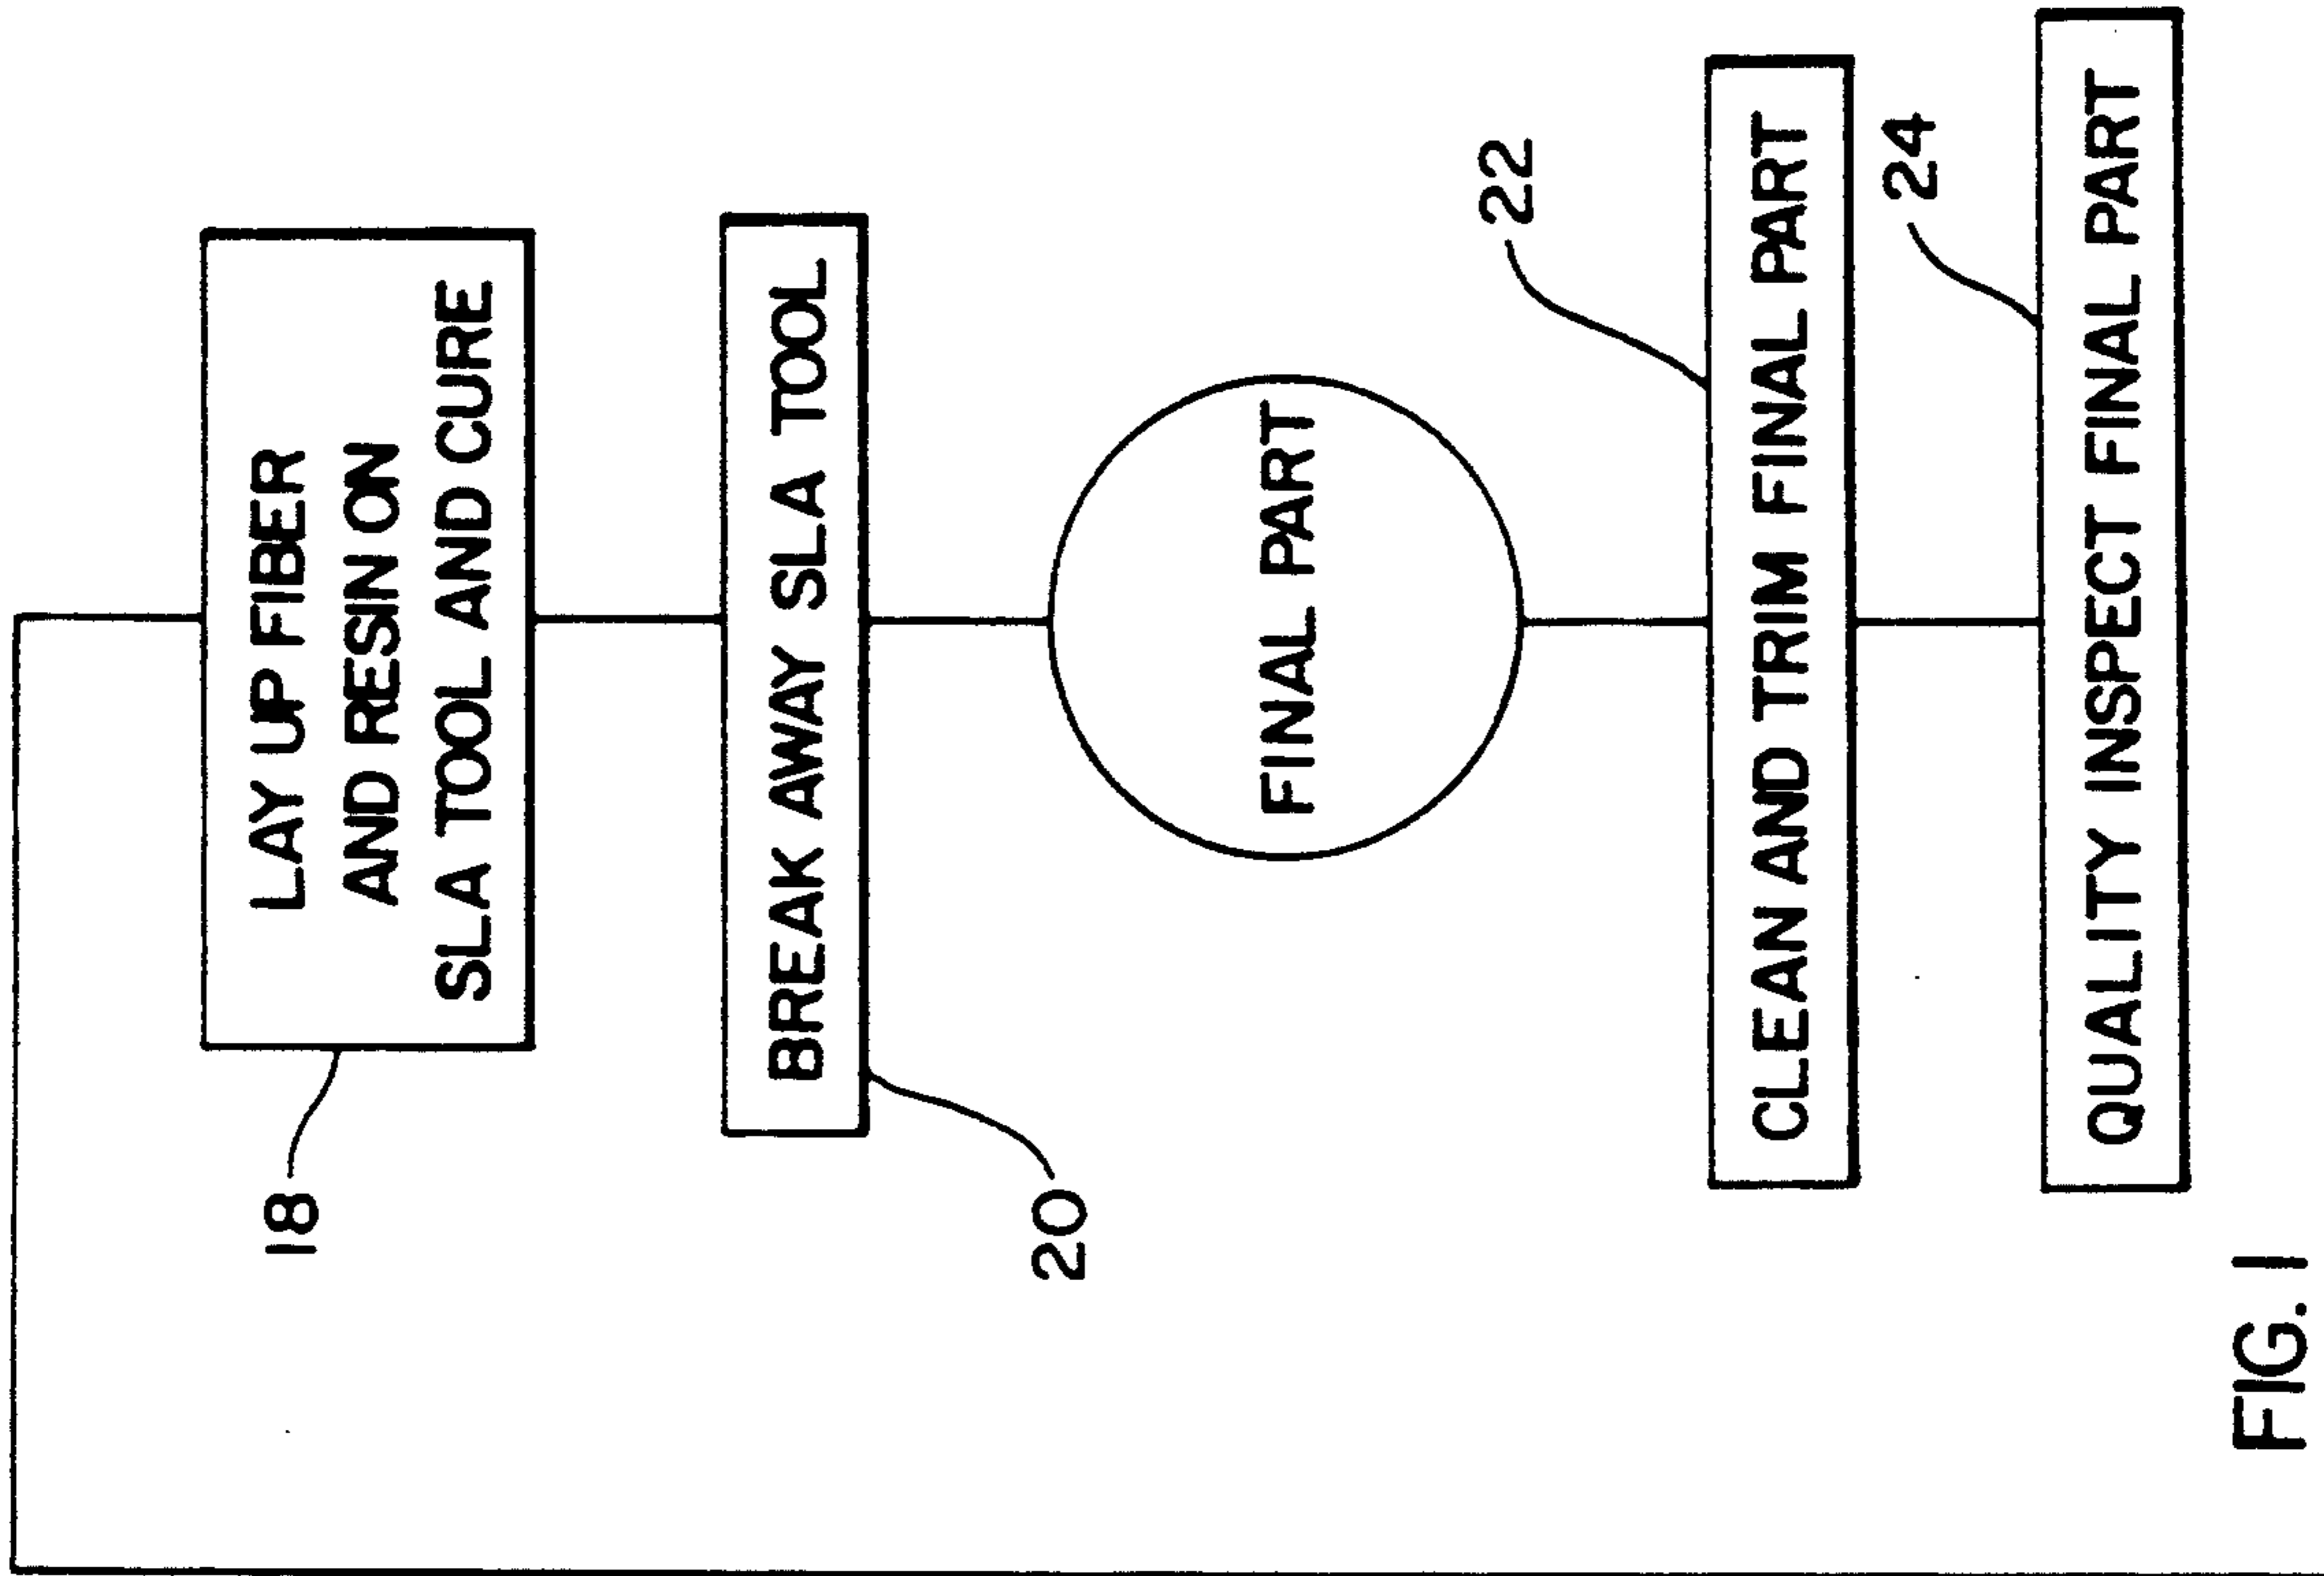 LAY UP FIBER
AND RESIN ON
SLA TOOL AND CURE
18
BREAK AWAY SLA TOOL
20
FINAL PART
22
CLEAN AND TRIM FINAL PART
24
QUALITY INSPECT FINAL PART
FIG. 1